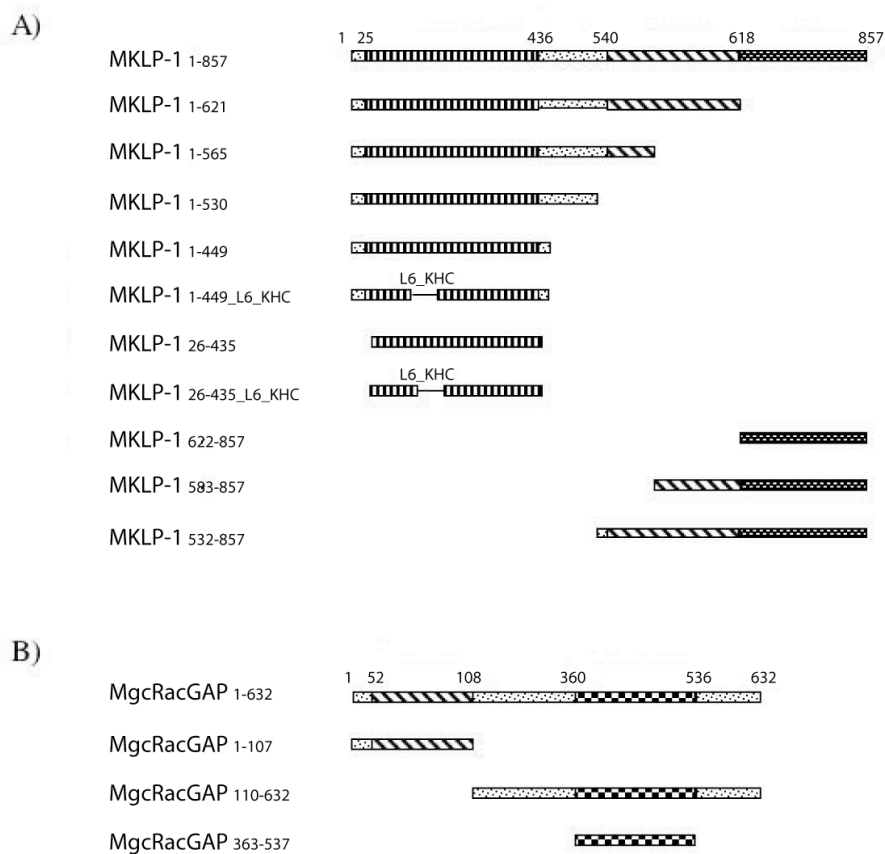 A)
1 25 436 540 618 857
MKLP-1 1-857
MKLP-1 1-621
MKLP-1 1-565
MKLP-1 1-530
MKLP-1 1-449
L6_KHC
MKLP-1 1-449_L6_KHC
MKLP-1 26-435
L6_KHC
MKLP-1 26-435_L6_KHC
MKLP-1 622-857
MKLP-1 583-857
MKLP-1 532-857
B)
1 52 108 360 536 632
MgcRacGAP 1-632
MgcRacGAP 1-107
MgcRacGAP 110-632
MgcRacGAP 363-537